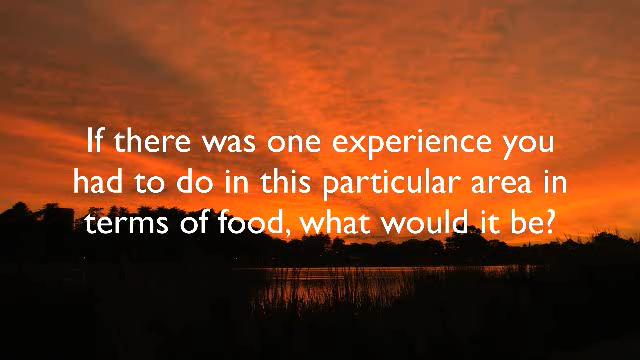 If there was one experience you
had to do in this particular area in
terms of food, what would it be?